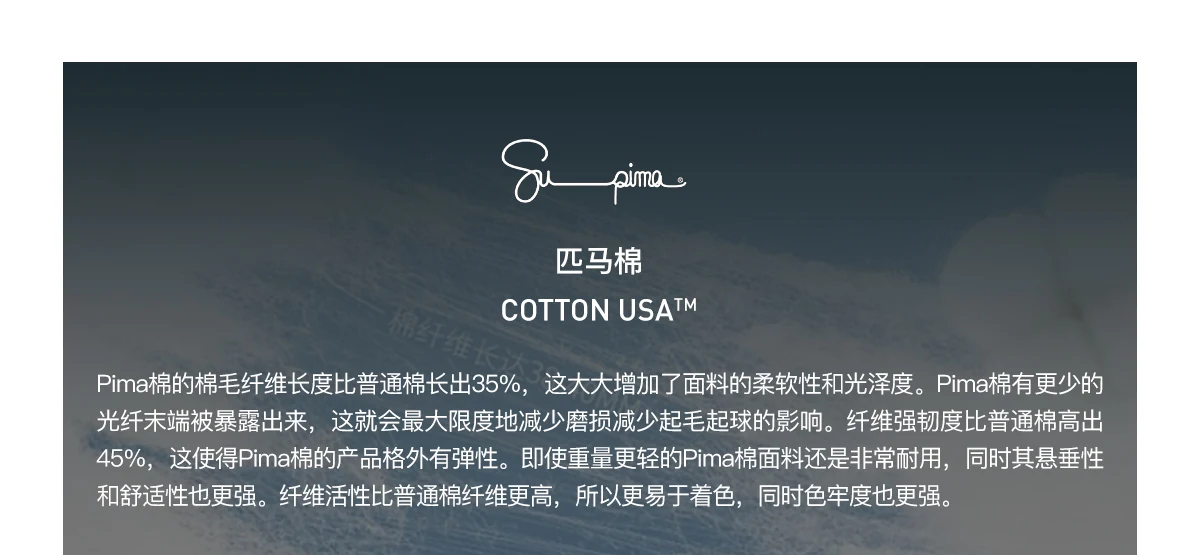 Supima®
匹马棉
COTTON USA™
棉纤维长达3
Pima棉的棉毛纤维长度比普通棉长出35%，这大大增加了面料的柔软性和光泽度。Pima棉有更少的
光纤末端被暴露出来，这就会最大限度地减少磨损减少起毛起球的影响。纤维强韧度比普通棉高出
45%，这使得Pima棉的产品格外有弹性。即使重量更轻的Pima棉面料还是非常耐用，同时其悬垂性
和舒适性也更强。纤维活性比普通棉纤维更高，所以更易于着色，同时色牢度也更强。